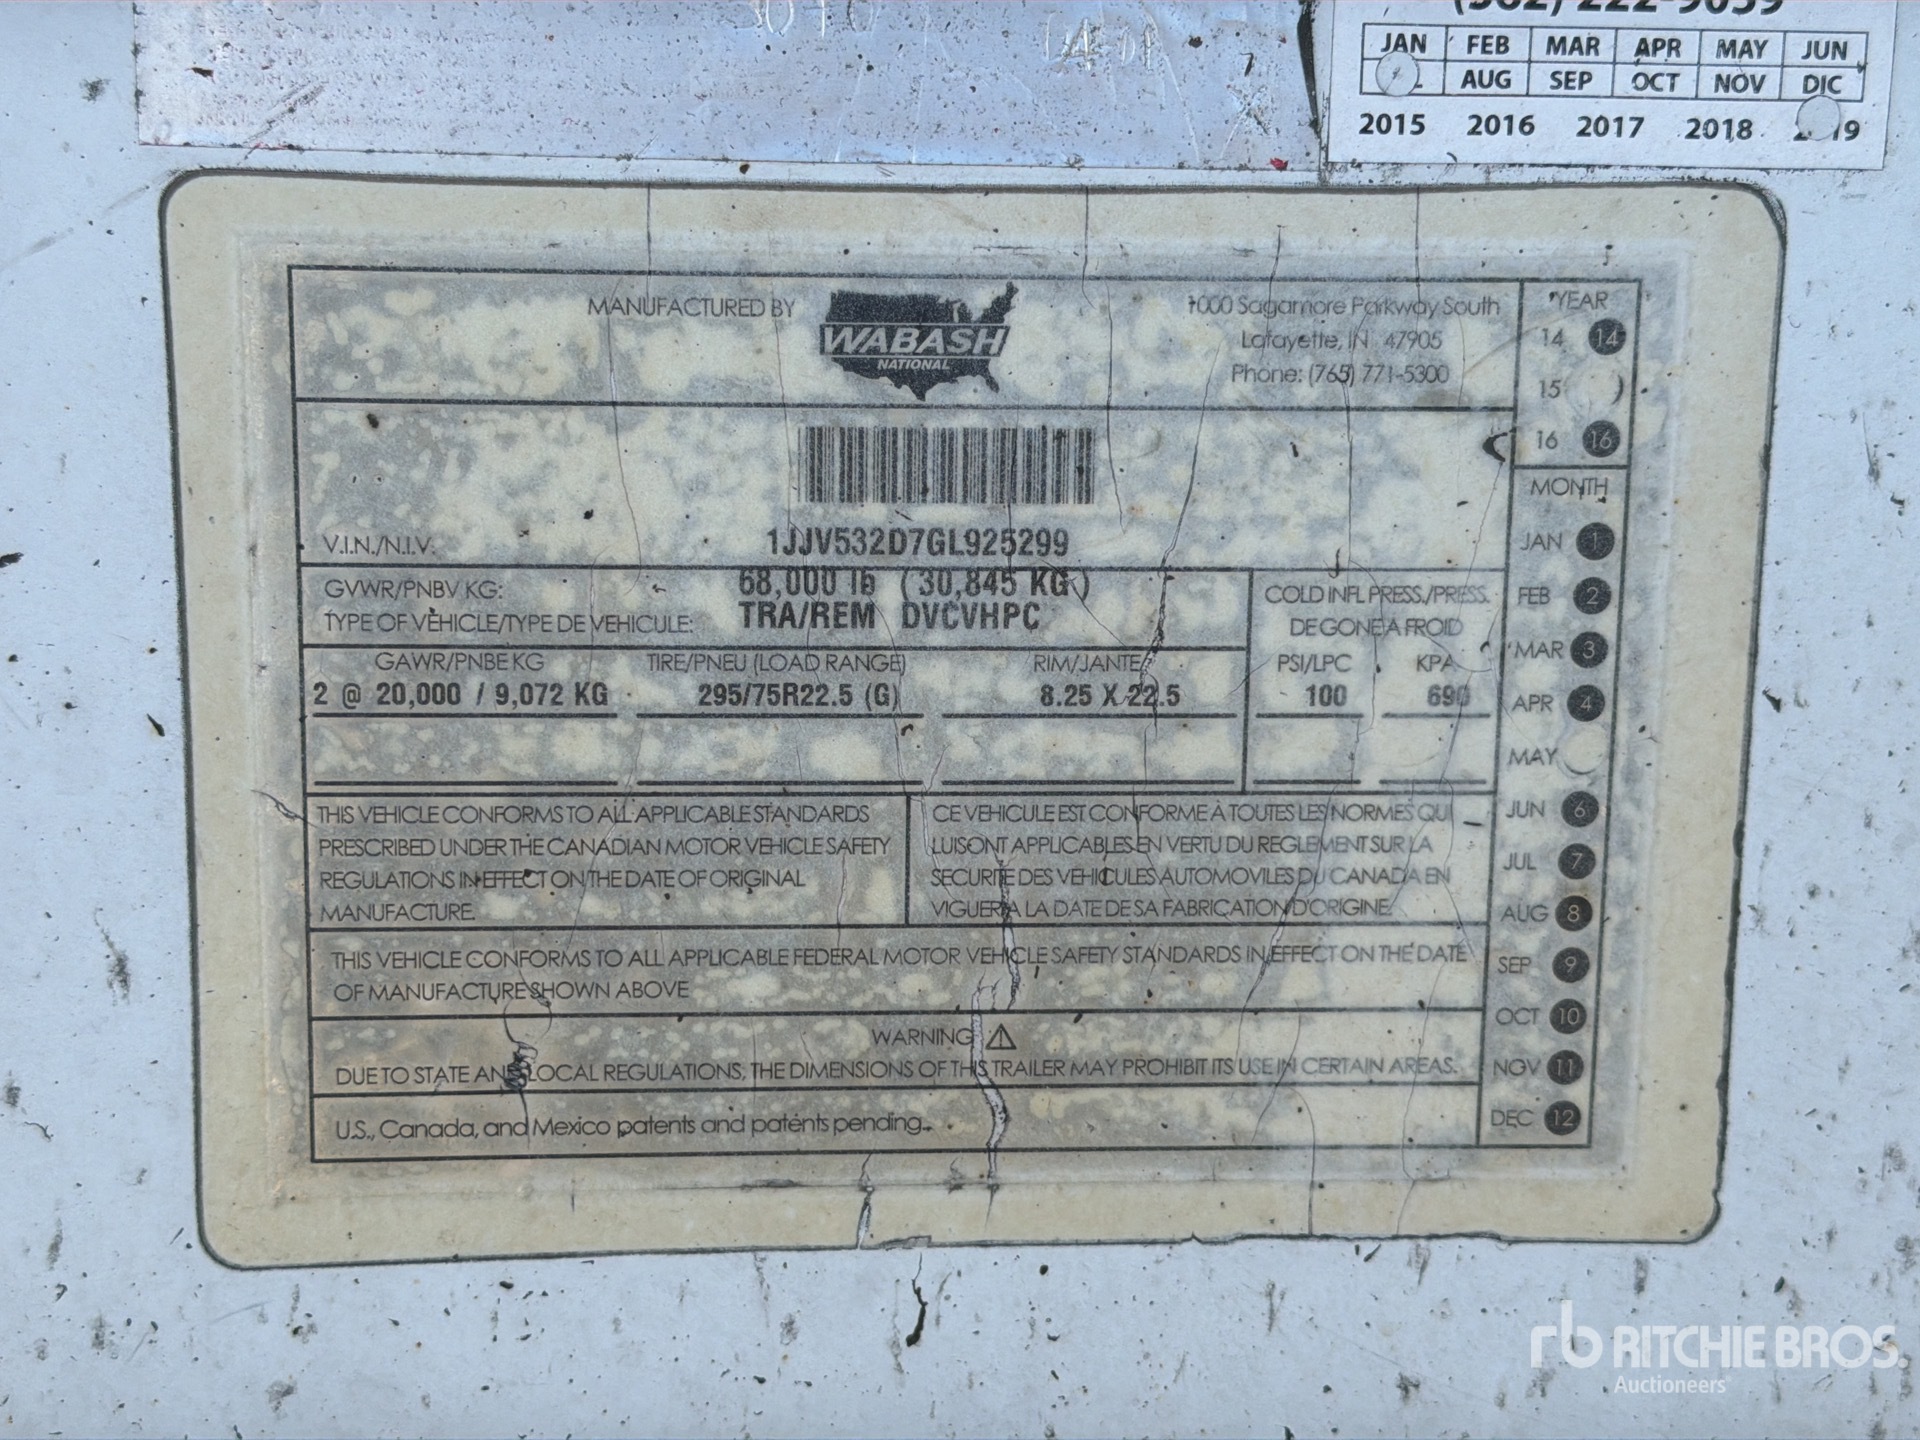 JAN FEB MAR APR MAY JUN
AUG SEP OCT NOV DIC
2015 2016 2017 2018
MANUFACTURED BY
WABASH
NATIONAL
1000 Sagamore Parkway South
Lafayette, IN 47905
Phone: (765) 771-5300
YEAR
14 14
15
16 16
V.I.N./N.I.V: 1JJV532D7GL925299
GVWR/PNBV KG: 68,000 lb (30,845 KG)
TYPE OF VEHICLE/TYPE DE VEHICULE: TRA/REM DVCVHPC
COLD INFL PRESS./PRESS.
DE GONE A FROID
GAWR/PNBE KG TIRE/PNEU (LOAD RANGE) RIM/JANTE PSI/LPC KPA
2 @ 20,000 / 9,072 KG 295/75R22.5 (G) 8.25 X 22.5 100 690
THIS VEHICLE CONFORMS TO ALL APPLICABLE STANDARDS
PRESCRIBED UNDER THE CANADIAN MOTOR VEHICLE SAFETY
REGULATIONS IN EFFECT ON THE DATE OF ORIGINAL
MANUFACTURE.
CE VEHICULE EST CONFORME À TOUTES LES NORMES QUI
LUI SONT APPLICABLES EN VERTU DU REGLEMENT SUR LA
SECURITE DES VEHICULES AUTOMOVILES DU CANADA EN
VIGUER A LA DATE DE SA FABRICATION D'ORIGINE.
THIS VEHICLE CONFORMS TO ALL APPLICABLE FEDERAL MOTOR VEHICLE SAFETY STANDARDS IN EFFECT ON THE DATE
OF MANUFACTURE SHOWN ABOVE
WARNING
DUE TO STATE AND LOCAL REGULATIONS, THE DIMENSIONS OF THIS TRAILER MAY PROHIBIT ITS USE IN CERTAIN AREAS.
U.S., Canada, and Mexico patents and patents pending.
MONTH
JAN 1
FEB 2
MAR 3
APR 4
MAY
JUN 6
JUL 7
AUG 8
SEP 9
OCT 10
NOV 11
DEC 12
rb RITCHIE BROS.
Auctioneers